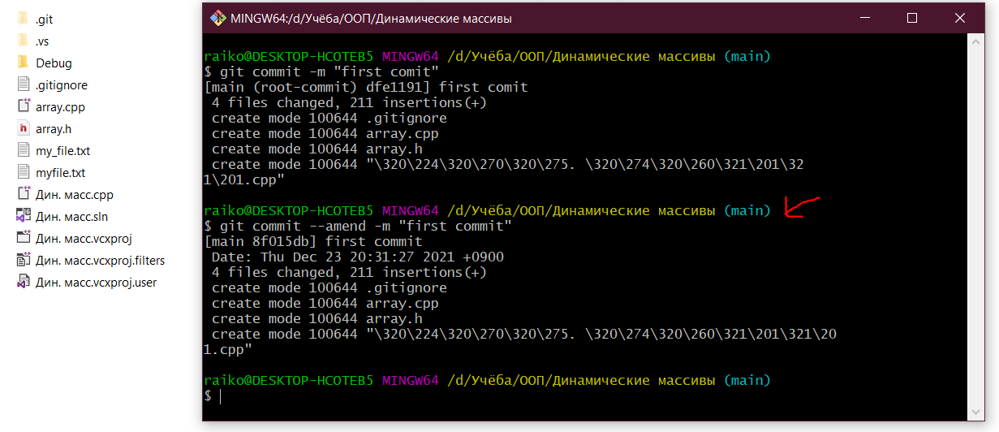 .git
.vs
Debug
.gitignore
array.cpp
array.h
my_file.txt
myfile.txt
Дин. масс.cpp
Дин. масс.sln
Дин. масс.vcxproj
Дин. масс.vcxproj.filters
Дин. масс.vcxproj.user
MINGW64:/d/Учёба/ООП/Динамические массивы
raiko@DESKTOP-HCOTEB5 MINGW64 /d/Учёба/ООП/Динамические массивы (main)
$ git commit -m "first comit"
[main (root-commit) dfe1191] first comit
4 files changed, 211 insertions(+)
create mode 100644 .gitignore
create mode 100644 array.cpp
create mode 100644 array.h
create mode 100644 "\320\224\320\270\320\275. \320\274\320\260\321\201\32
1\201.cpp"
raiko@DESKTOP-HCOTEB5 MINGW64 /d/Учёба/ООП/Динамические массивы (main)
$ git commit --amend -m "first commit"
[main 8f015db] first commit
Date: Thu Dec 23 20:31:27 2021 +0900
4 files changed, 211 insertions(+)
create mode 100644 .gitignore
create mode 100644 array.cpp
create mode 100644 array.h
create mode 100644 "\320\224\320\270\320\275. \320\274\320\260\321\201\321\20
1.cpp"
raiko@DESKTOP-HCOTEB5 MINGW64 /d/Учёба/ООП/Динамические массивы (main)
$